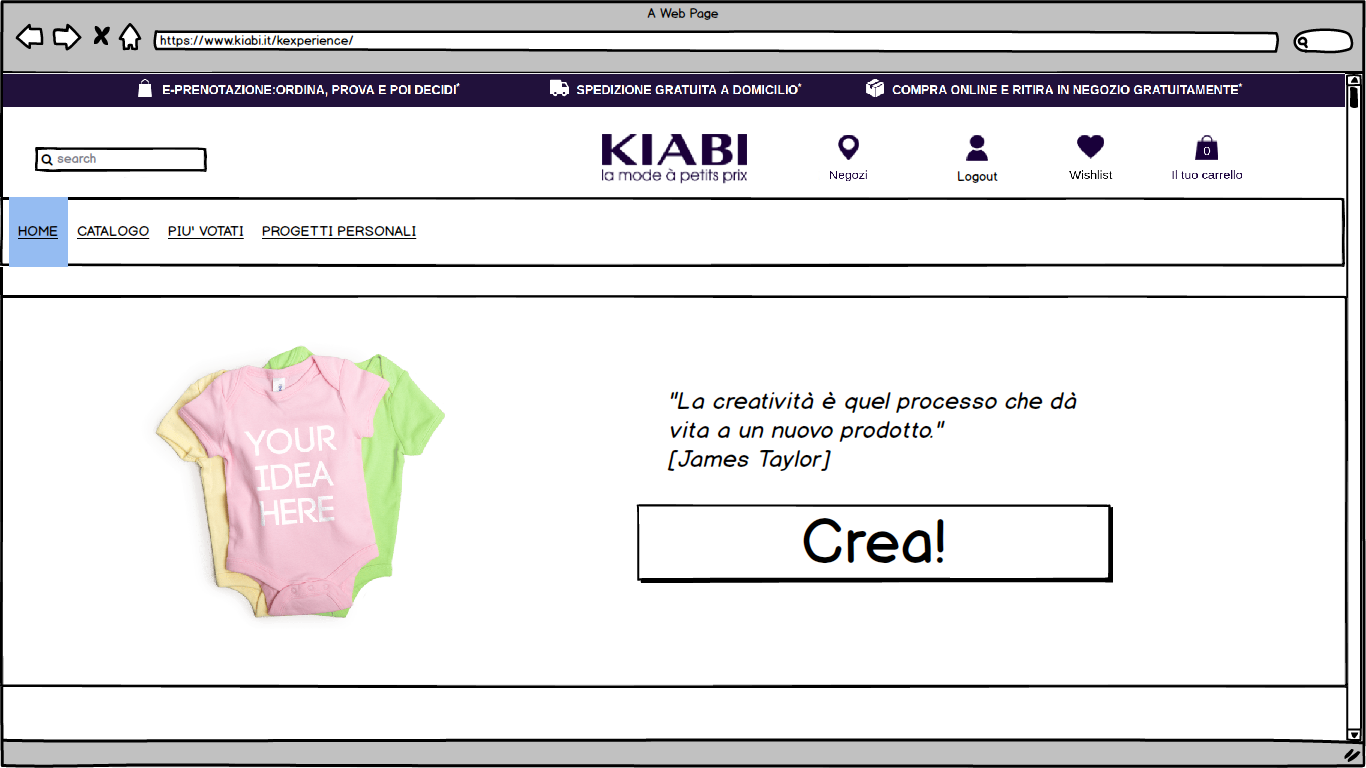 A Web Page
https://www.kiabi.it/kexperience/
E-PRENOTAZIONE:ORDINA, PROVA E POI DECIDI*
SPEDIZIONE GRATUITA A DOMICILIO*
COMPRA ONLINE E RITIRA IN NEGOZIO GRATUITAMENTE*
search
KIABI
la mode à petits prix
Negozi
Logout
Wishlist
0
Il tuo carrello
HOME
CATALOGO
PIU' VOTATI
PROGETTI PERSONALI
YOUR
IDEA
HERE
"La creatività è quel processo che dà
vita a un nuovo prodotto."
[James Taylor]
Crea!